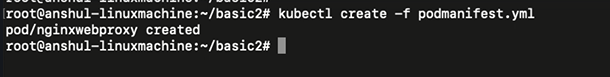 root@anshul-linuxmachine:~/basic2# kubectl create -f podmanifest.yml
pod/nginxwebproxy created
root@anshul-linuxmachine:~/basic2#